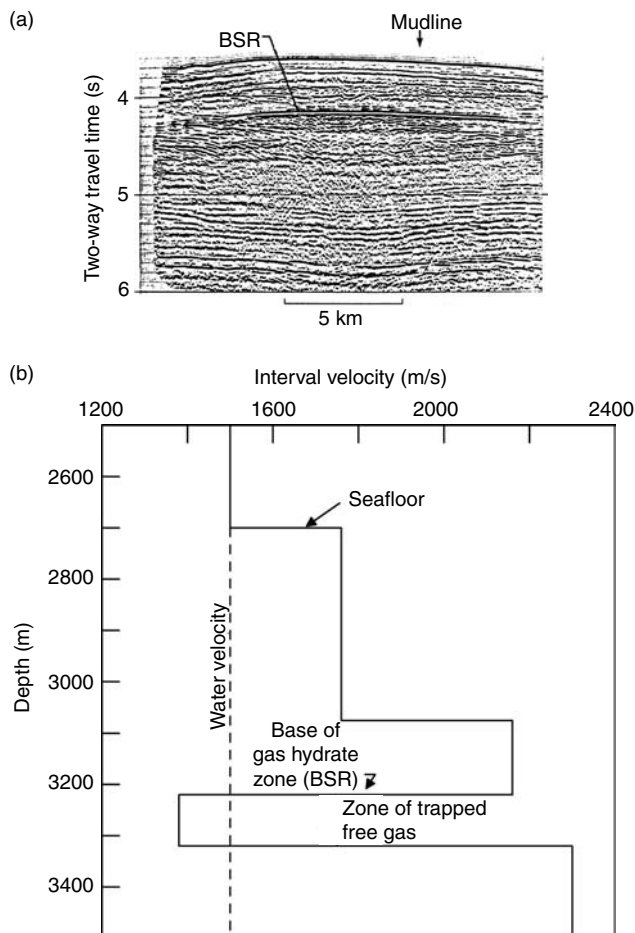 (a)
Mudline
BSR
Two-way travel time (s)
4
5
6
5 km
(b)
Interval velocity (m/s)
1200
1600
2000
2400
Depth (m)
2600
2800
3000
3200
3400
Seafloor
Water velocity
Base of
gas hydrate
zone (BSR)
Zone of trapped
free gas